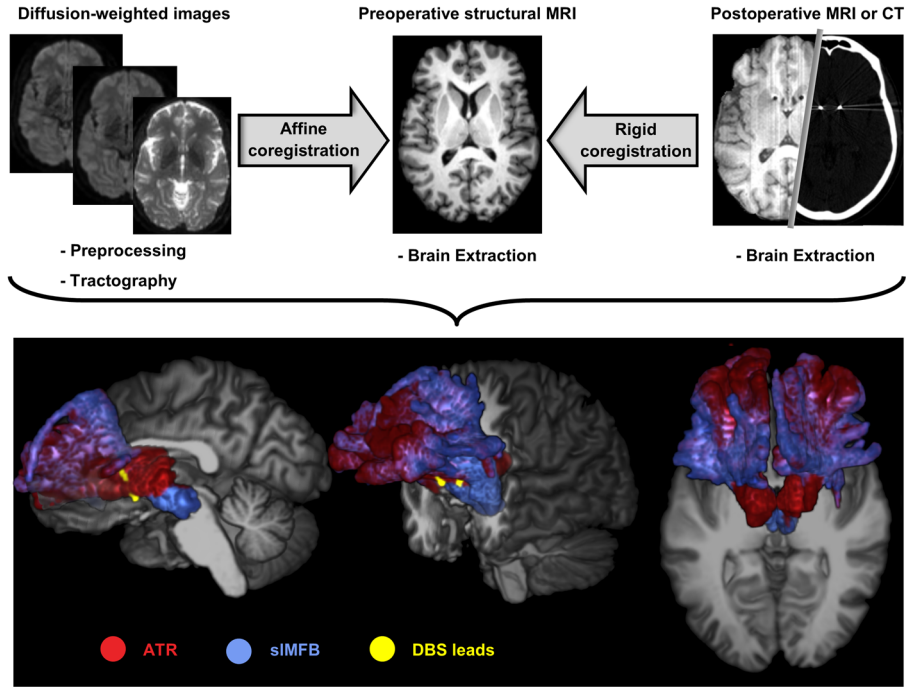 Diffusion-weighted images
Preoperative structural MRI
Postoperative MRI or CT
Affine
coregistration
Rigid
coregistration
- Preprocessing
- Tractography
- Brain Extraction
- Brain Extraction
ATR
slMFB
DBS leads